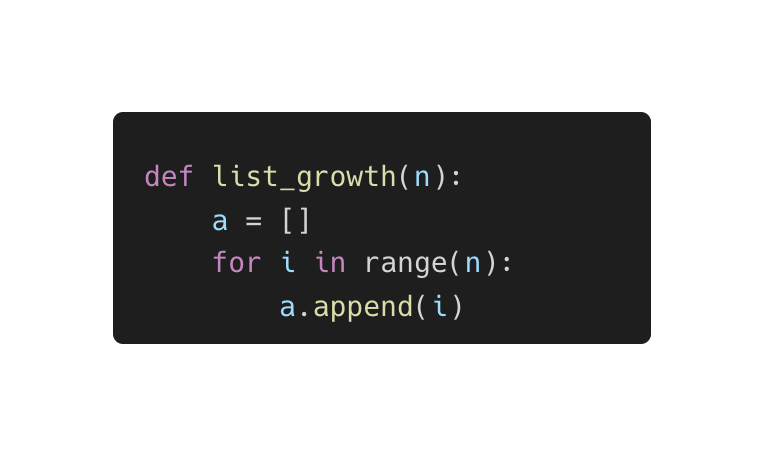 def list_growth(n):
    a = []
    for i in range(n):
        a.append(i)